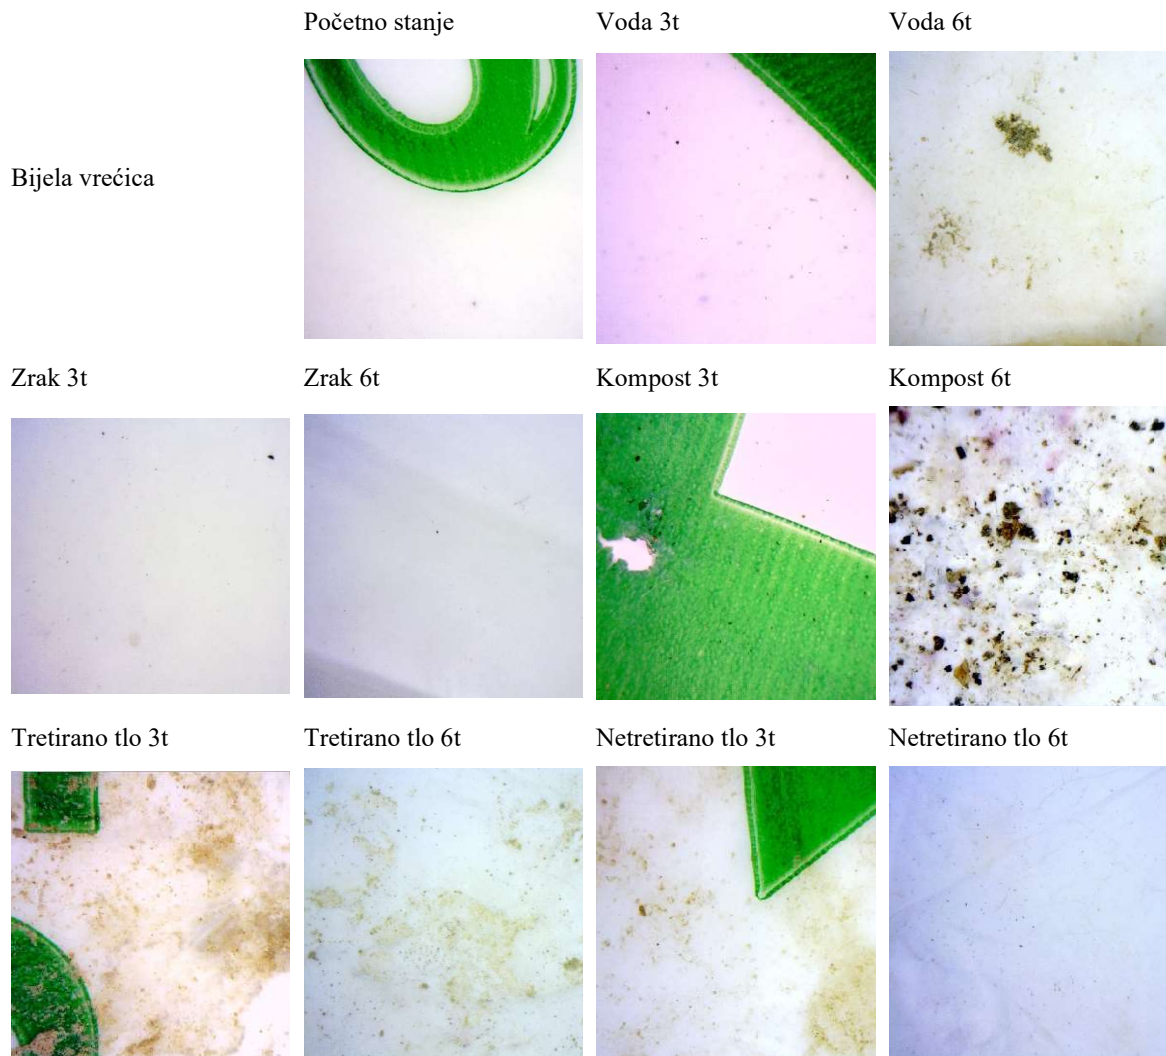 Početno stanje
Voda 3t
Voda 6t
Bijela vrećica
Zrak 3t
Zrak 6t
Kompost 3t
Kompost 6t
Tretirano tlo 3t
Tretirano tlo 6t
Netretirano tlo 3t
Netretirano tlo 6t